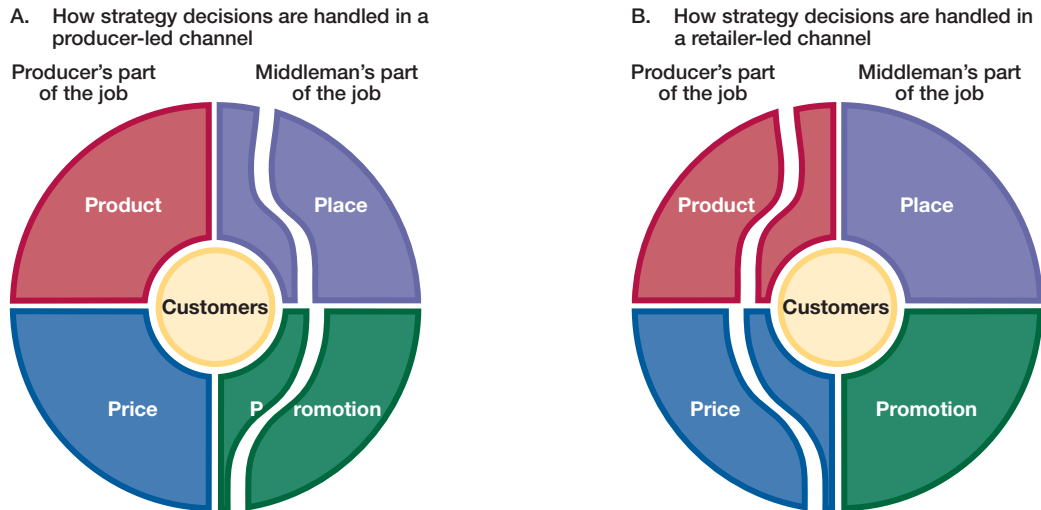 A. How strategy decisions are handled in a
producer-led channel
Producer's part
of the job
Middleman's part
of the job
Product
Place
Customers
Price
Promotion
B. How strategy decisions are handled in
a retailer-led channel
Producer's part
of the job
Middleman's part
of the job
Product
Place
Customers
Price
Promotion